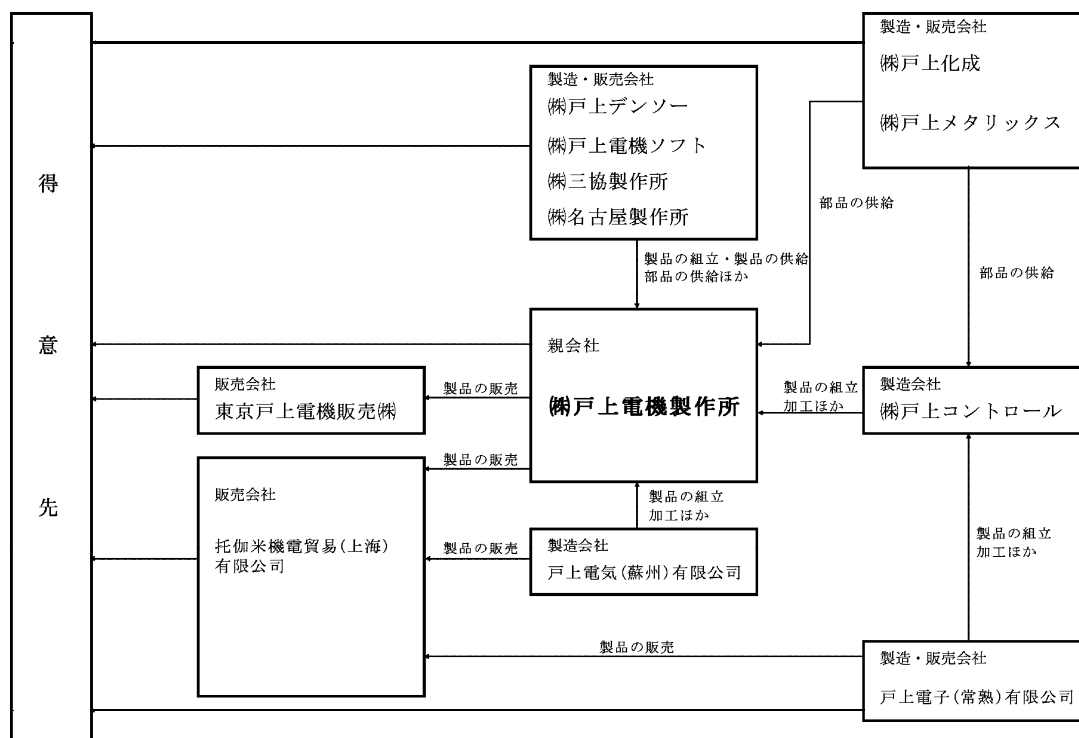 得
意
先
製造・販売会社
㈱戸上化成
㈱戸上メタリックス
製造・販売会社
㈱戸上デンソー
㈱戸上電機ソフト
㈱三協製作所
㈱名古屋製作所
部品の供給
製品の組立・製品の供給
部品の供給ほか
部品の供給
親会社
㈱戸上電機製作所
販売会社
東京戸上電機販売㈱
製品の販売
製品の組立
加工ほか
製造会社
㈱戸上コントロール
製品の販売
販売会社
托伽米機電貿易(上海)
有限公司
製品の組立
加工ほか
製品の販売
製造会社
戸上電気(蘇州)有限公司
製品の組立
加工ほか
製品の販売
製造・販売会社
戸上電子(常熟)有限公司